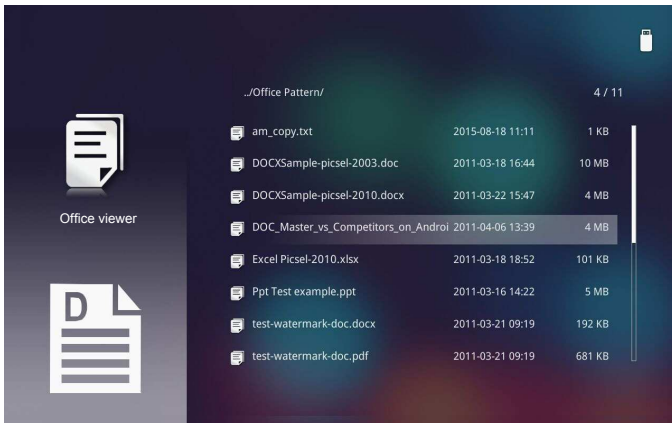 ../Office Pattern/ 4 / 11
am_copy.txt 2015-08-18 11:11 1 KB
DOCXSample-picsel-2003.doc 2011-03-18 16:44 10 MB
DOCXSample-picsel-2010.docx 2011-03-22 15:47 4 MB
Office viewer
DOC_Master_vs_Competitors_on_Androi 2011-04-06 13:39 4 MB
Excel Picsel-2010.xlsx 2011-03-18 18:52 101 KB
Ppt Test example.ppt 2011-03-16 14:22 5 MB
D
test-watermark-doc.docx 2011-03-21 09:19 192 KB
test-watermark-doc.pdf 2011-03-21 09:19 681 KB